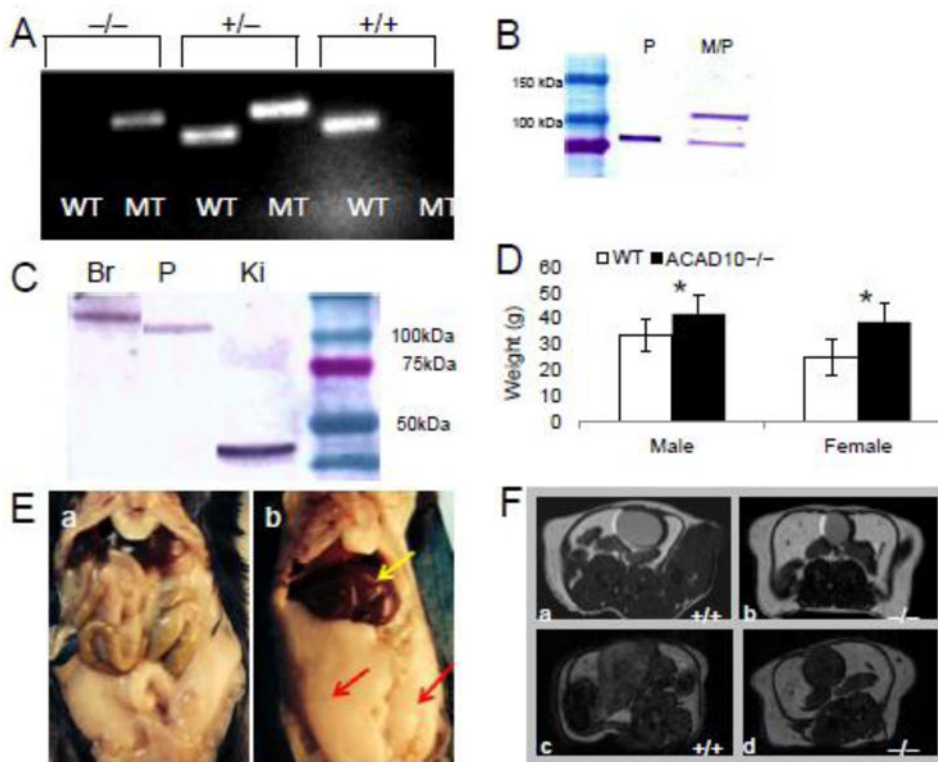 A
−/− +/− +/+
WT MT WT MT WT MT
B
P M/P
150 kDa
100 kDa
C
Br P Ki
100kDa
75kDa
50kDa
D
WT ACAD10−/−
60
50
40
30
20
10
0
Weight (g)
* *
Male Female
E
a b
F
a +/+ b −/−
c +/+ d −/−